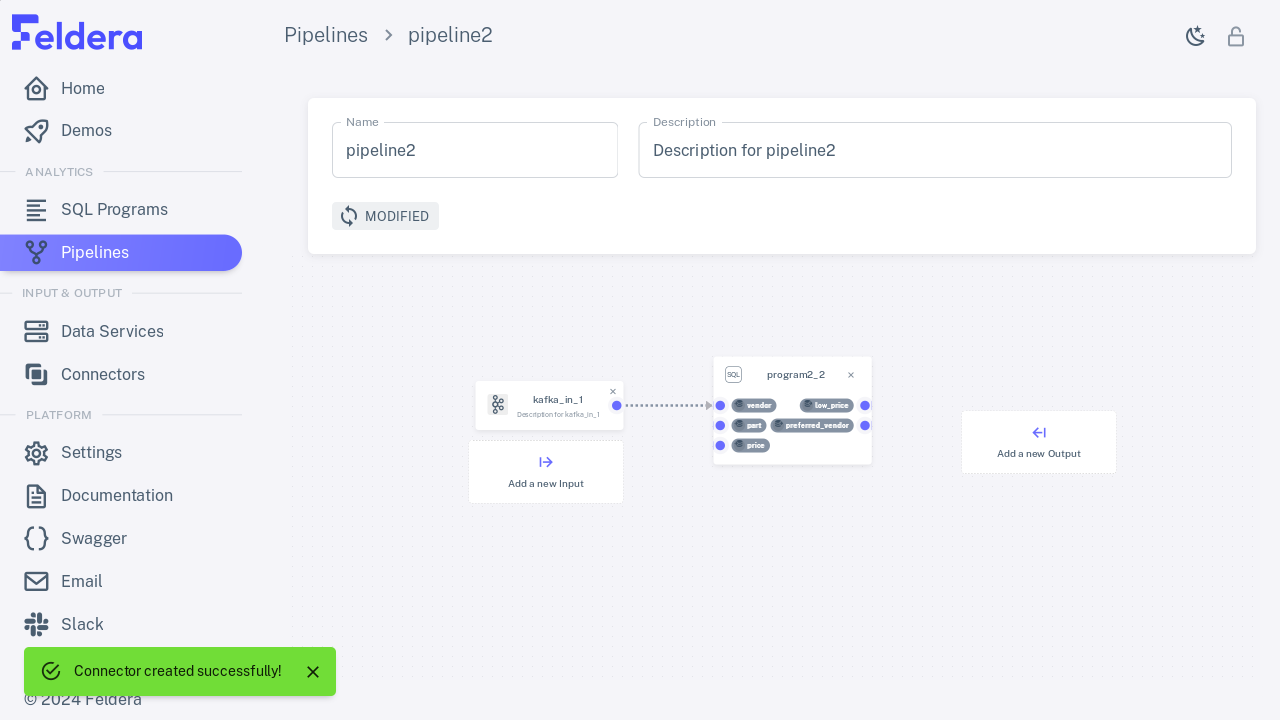 Feldera
Pipelines > pipeline2
Home
Demos
ANALYTICS
SQL Programs
Pipelines
INPUT & OUTPUT
Data Services
Connectors
PLATFORM
Settings
Documentation
Swagger
Email
Slack
Connector created successfully!
© 2024 Feldera
Name
pipeline2
Description
Description for pipeline2
MODIFIED
kafka_in_1
Description for kafka_in_1
Add a new Input
SQL
program2_2
vendor
low_price
part
preferred_vendor
price
Add a new Output